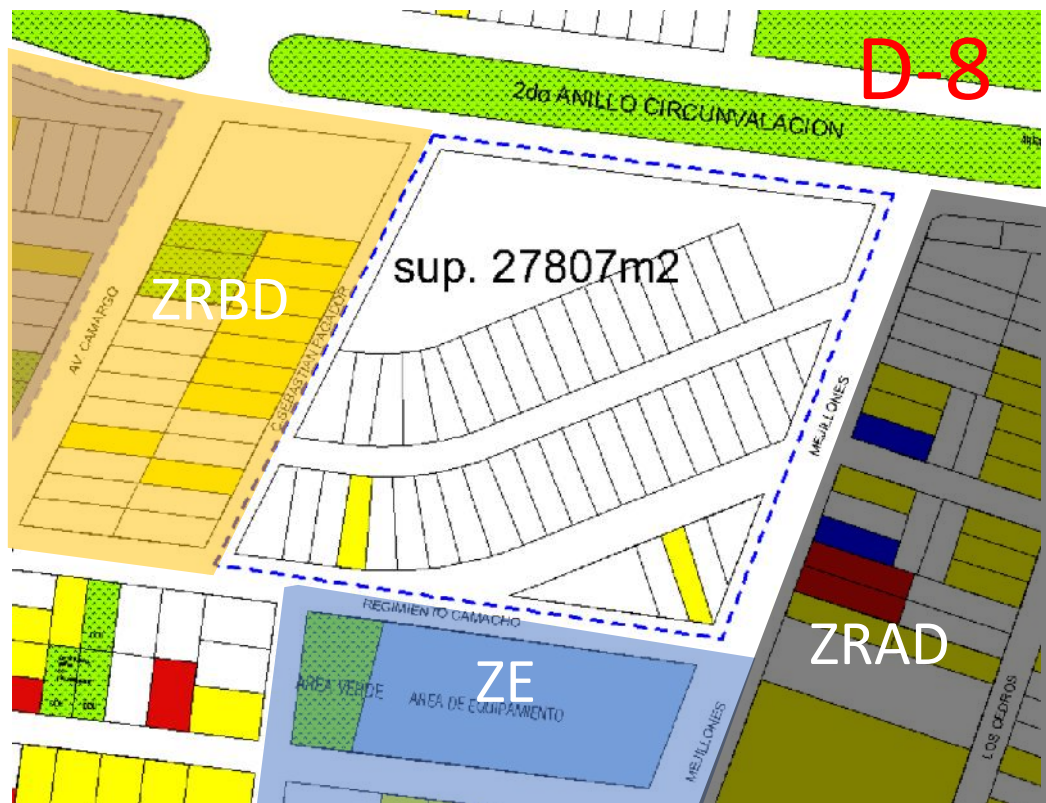 D-8
2do ANILLO CIRCUNVALACION
sup. 27807m2
ZRBD
AV CAMARGO
C SEBASTIAN PAGADOR
MEJILLONES
REGIMIENTO CAMACHO
ZRAD
ZE
AREA VERDE
AREA DE EQUIPAMIENTO
MEJILLONES
LOS CEDROS